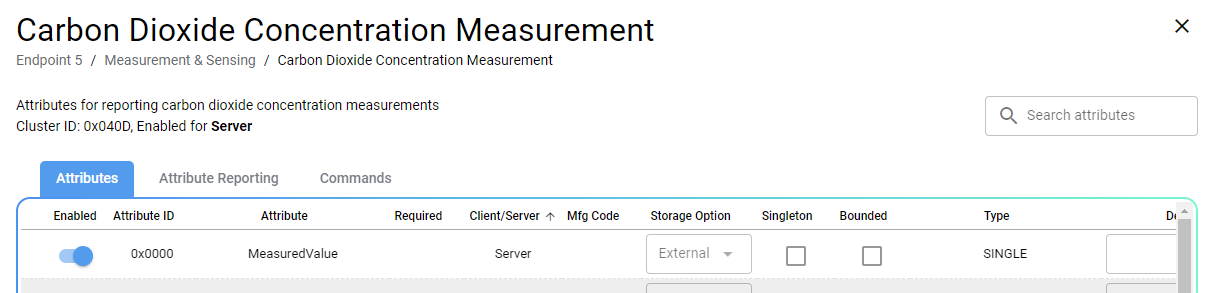 Carbon Dioxide Concentration Measurement
Endpoint 5 / Measurement & Sensing / Carbon Dioxide Concentration Measurement
Attributes for reporting carbon dioxide concentration measurements
Cluster ID: 0x040D, Enabled for Server
Search attributes
Attributes Attribute Reporting Commands
Enabled Attribute ID Attribute Required Client/Server Mfg Code Storage Option Singleton Bounded Type
0x0000 MeasuredValue Server External SINGLE